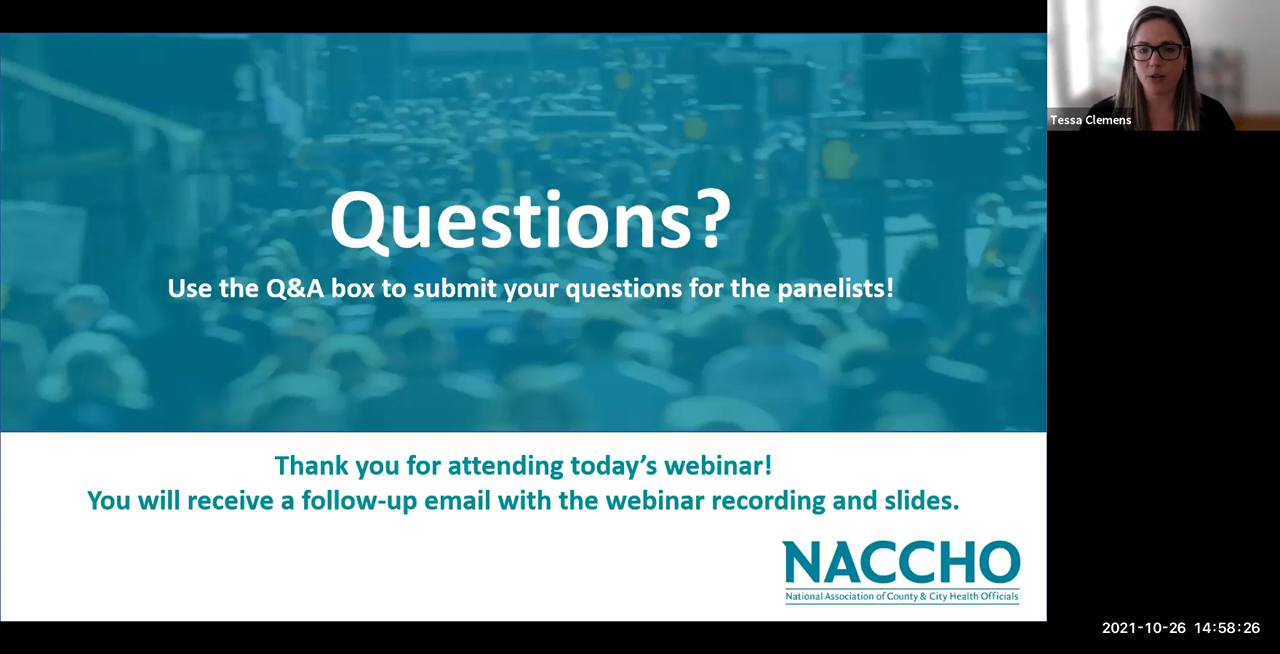 Questions?
Use the Q&A box to submit your questions for the panelists!
Thank you for attending today’s webinar!
You will receive a follow-up email with the webinar recording and slides.
NACCHO
National Association of County & City Health Officials
Tessa Clemens
2021-10-26 14:58:26